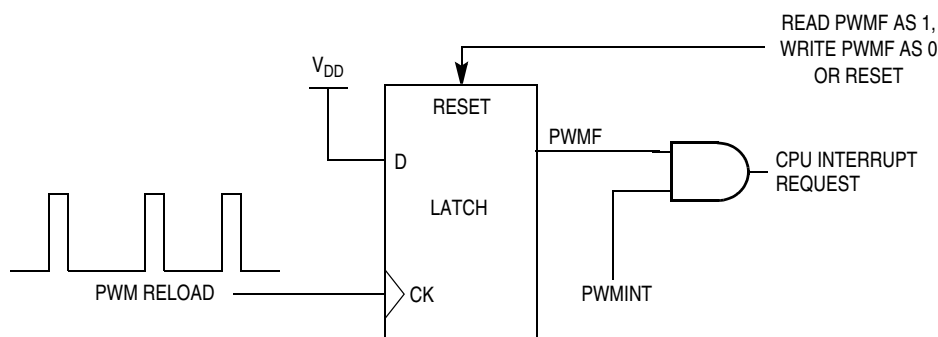 READ PWMF AS 1,
WRITE PWMF AS 0
OR RESET
VDD
RESET
PWMF
D
CPU INTERRUPT
REQUEST
LATCH
PWM RELOAD
CK
PWMINT